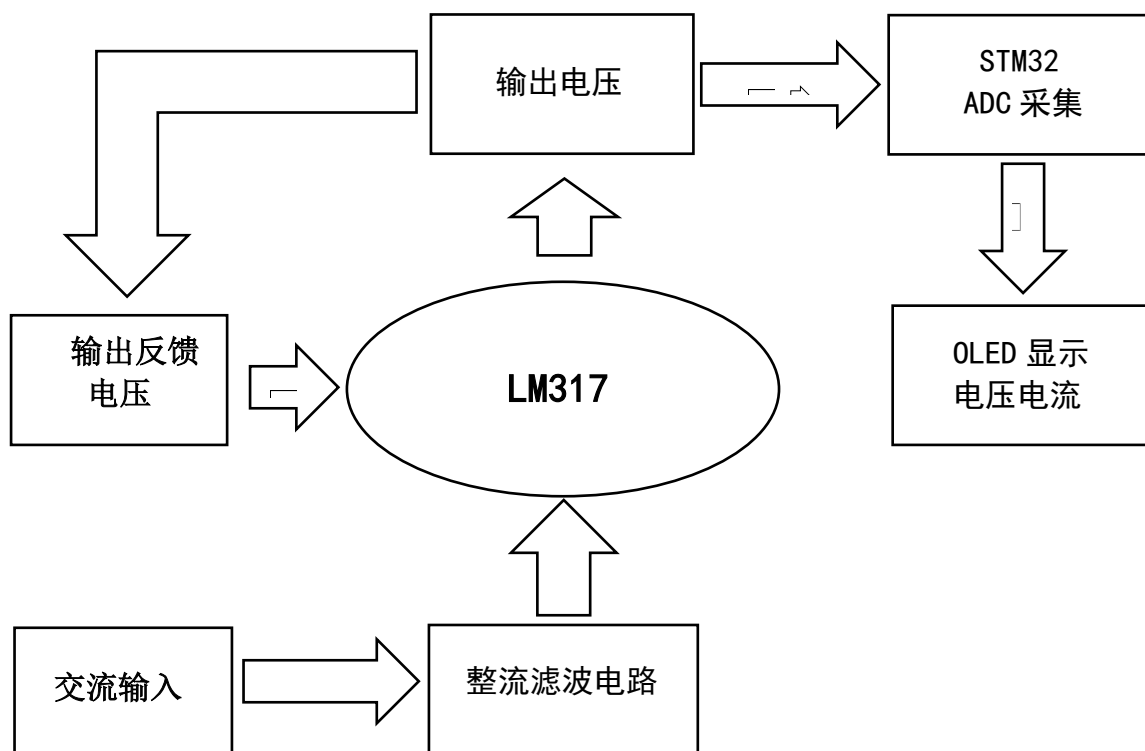 输出电压
STM32
ADC 采集
输出反馈
电压
LM317
OLED 显示
电压电流
交流输入
整流滤波电路